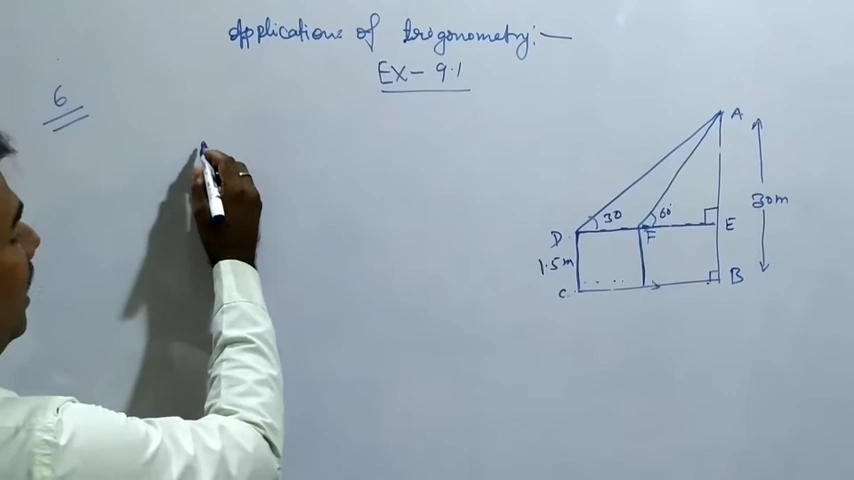 Applications of trigonometry:—
EX- 9.1
6
A
30m
30
60°
D
F
E
1.5m
C
B